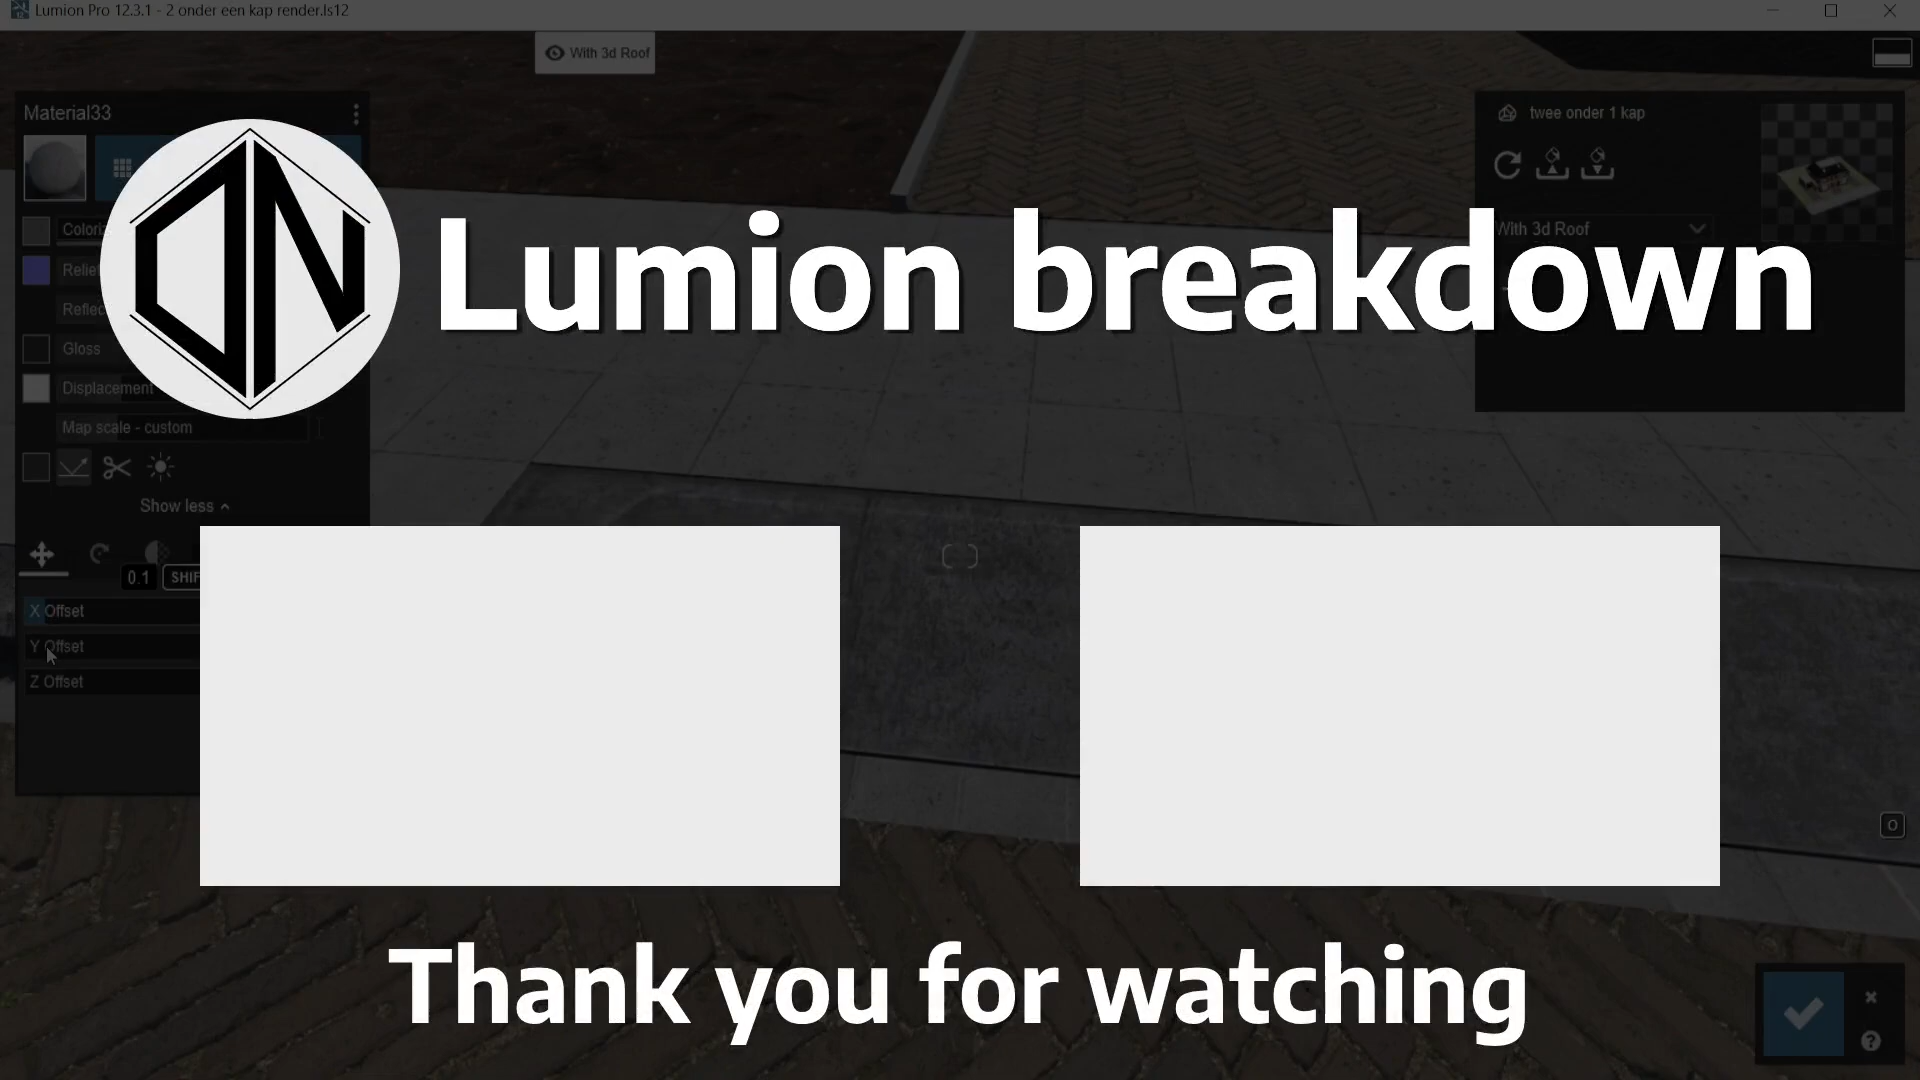 Lumion Pro 12.3.1 - 2 onder een kap render.ls12
With 3d Roof
Material33
twee onder 1 kap
DN
Lumion breakdown
With 3d Roof
Gloss
Displacement
Map scale - custom
Show less
0.1
X Offset
Y Offset
Z Offset
O
Thank you for watching
?